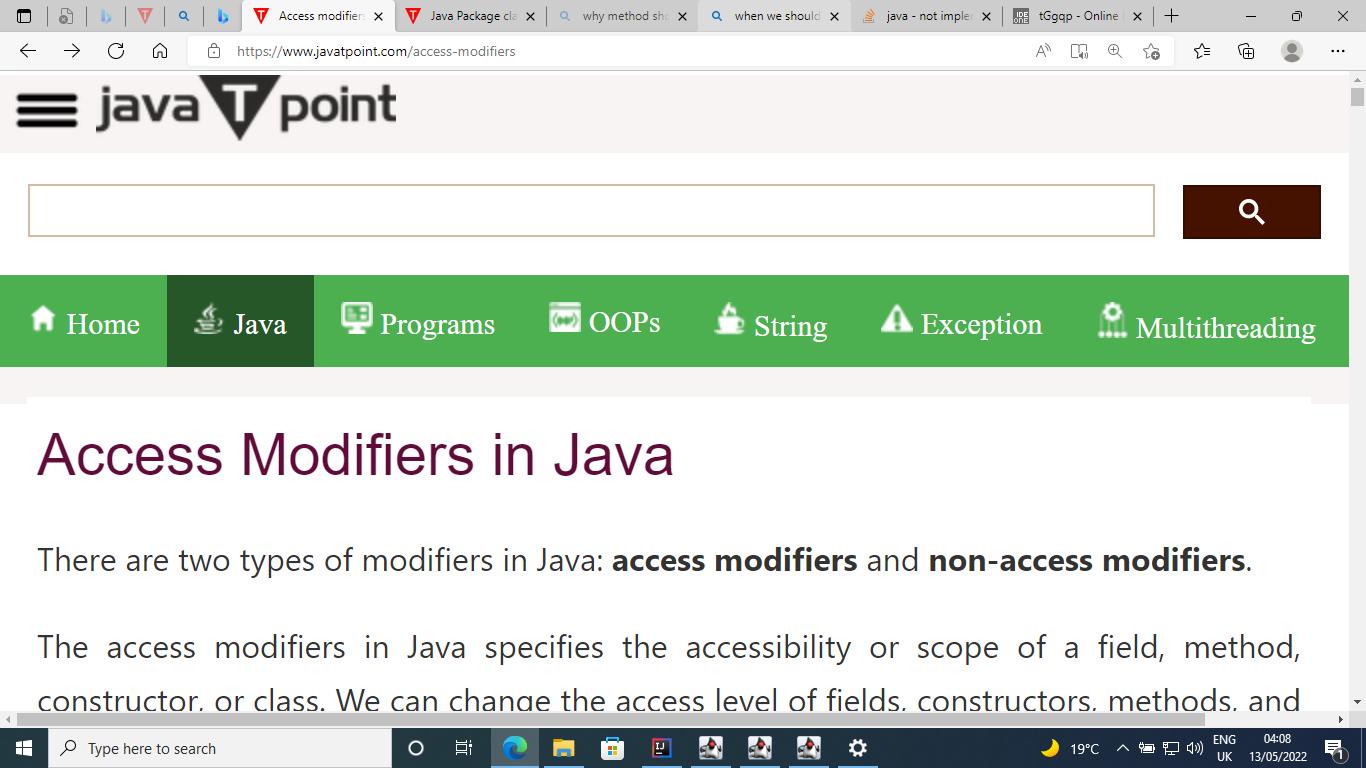 Access modifiers
Java Package cla
why method sho
when we should
java - not implem
tGgqp - Online
https://www.javatpoint.com/access-modifiers
java T point
Home
Java
Programs
OOPs
String
Exception
Multithreading
Access Modifiers in Java
There are two types of modifiers in Java: access modifiers and non-access modifiers.
The access modifiers in Java specifies the accessibility or scope of a field, method,
constructor, or class. We can change the access level of fields, constructors, methods, and
Type here to search
19°C
ENG
UK
04:08
13/05/2022
1